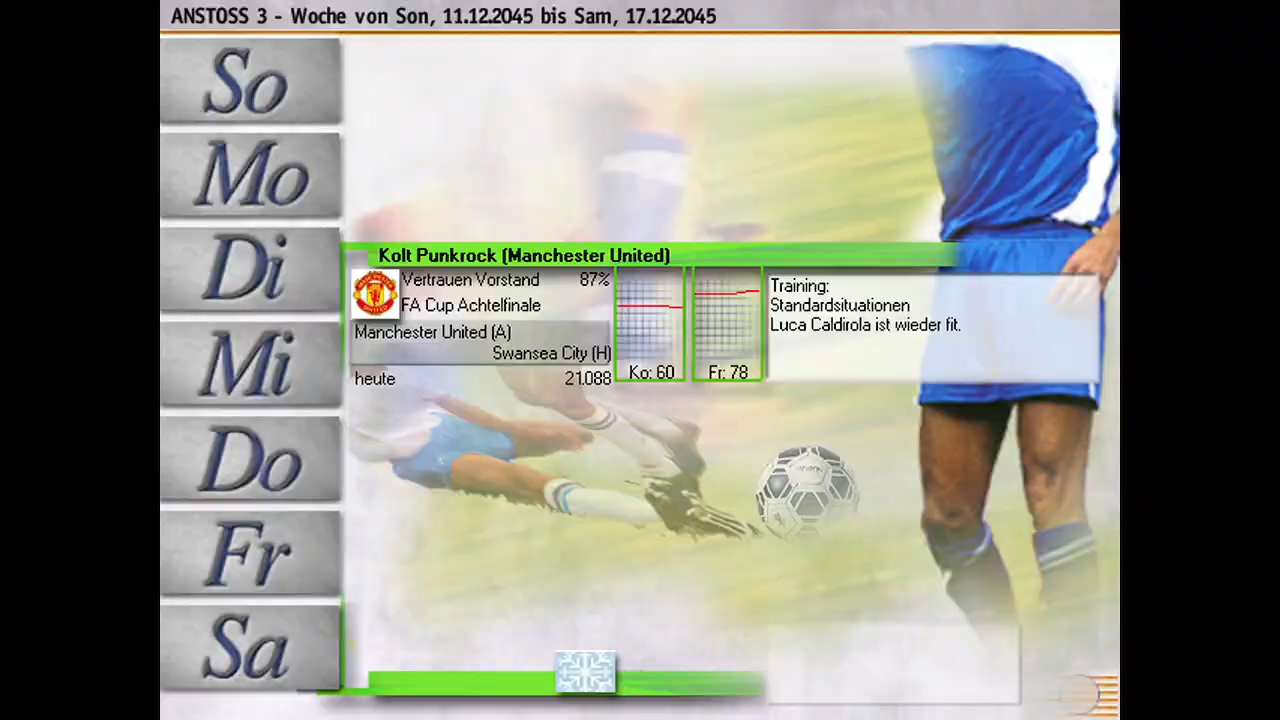 ANSTOSS 3 - Woche von Son, 11.12.2045 bis Sam, 17.12.2045
So
Mo
Di
Mi
Do
Fr
Sa
Kolt Punkrock (Manchester United)
Vertrauen Vorstand 87%
FA Cup Achtelfinale
Manchester United (A)
Swansea City (H)
heute 21.088
Ko: 60
Fr: 78
Training:
Standardsituationen
Luca Caldirola ist wieder fit.